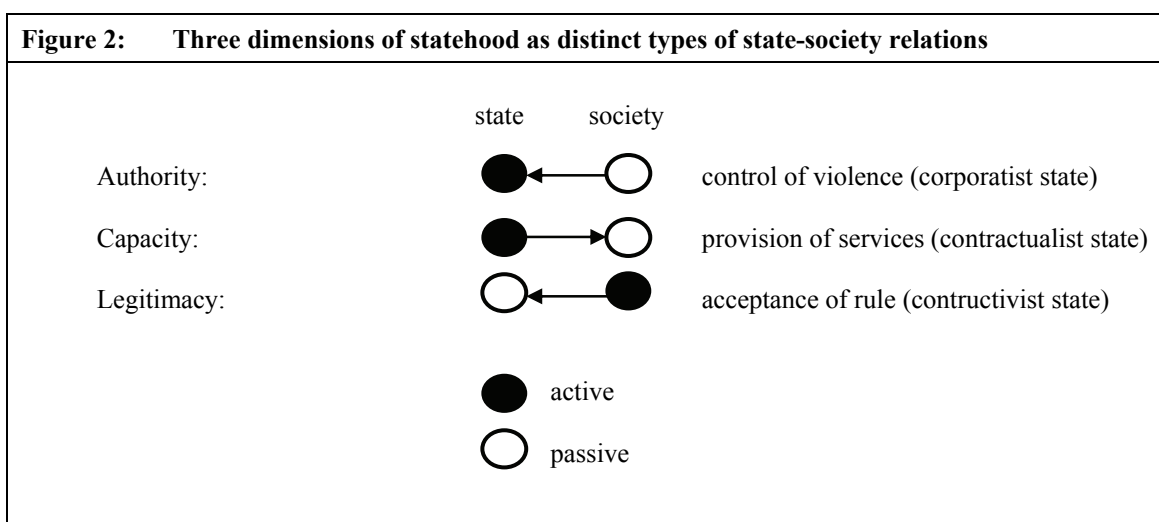 Figure 2: Three dimensions of statehood as distinct types of state-society relations
state society
Authority: control of violence (corporatist state)
Capacity: provision of services (contractualist state)
Legitimacy: acceptance of rule (contructivist state)
active
passive